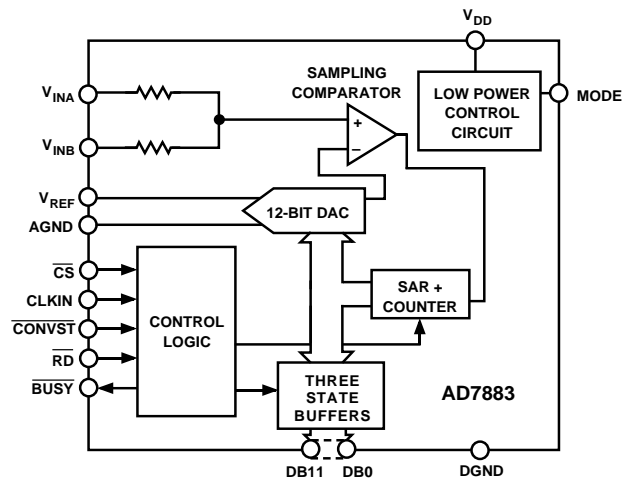 VDD
SAMPLING
COMPARATOR
LOW POWER
CONTROL
CIRCUIT
MODE
VINA
VINB
+
–
VREF
AGND
12-BIT DAC
CS
CLKIN
CONVST
RD
BUSY
CONTROL
LOGIC
SAR +
COUNTER
THREE
STATE
BUFFERS
AD7883
DB11
DB0
DGND